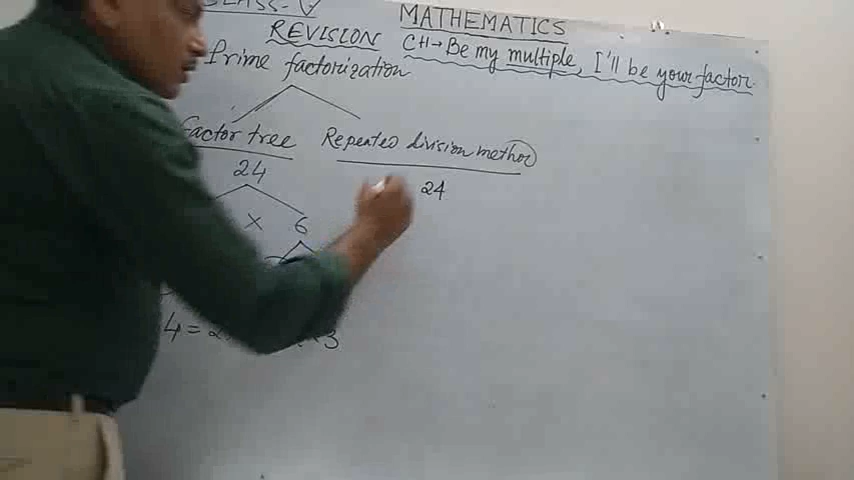 CLASS-V
MATHEMATICS
REVISION
CH→Be my multiple, I'll be your factor.
Prime factorization
Factor tree
Repeated division method
24
24
× 6
4 =
3